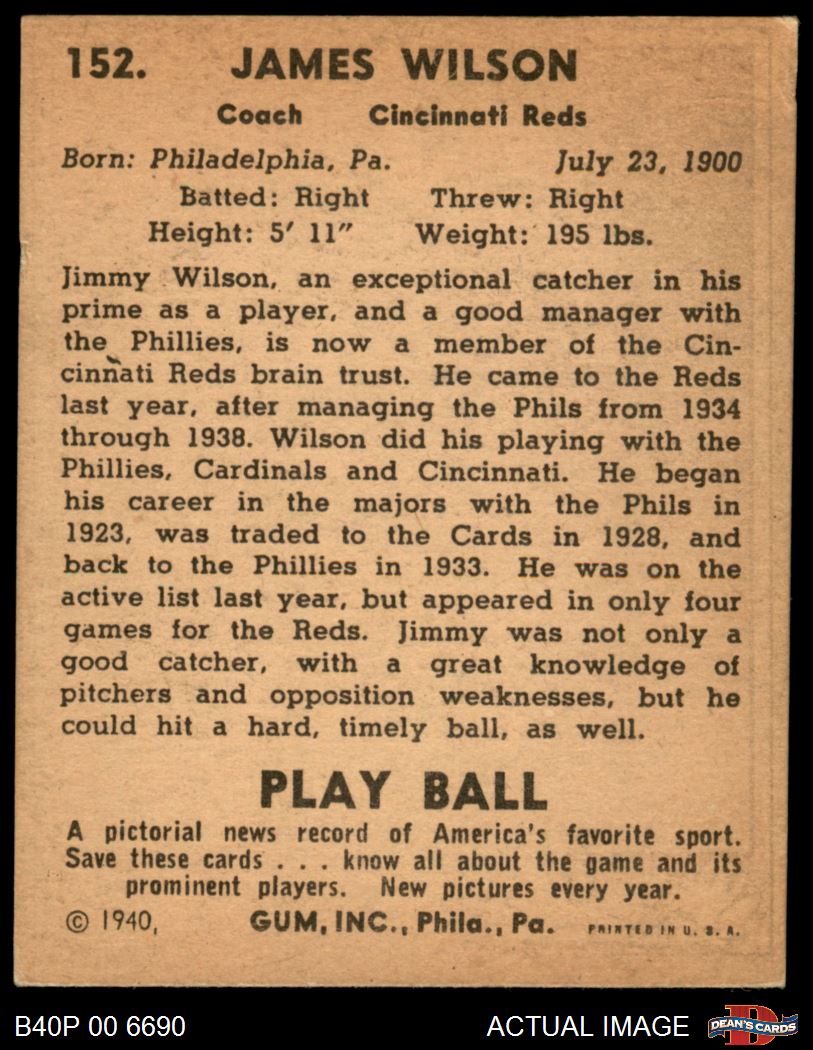 152. JAMES WILSON
Coach Cincinnati Reds
Born: Philadelphia, Pa. July 23, 1900
Batted: Right Threw: Right
Height: 5' 11" Weight: 195 lbs.
Jimmy Wilson, an exceptional catcher in his
prime as a player, and a good manager with
the Phillies, is now a member of the Cin-
cinnati Reds brain trust. He came to the Reds
last year, after managing the Phils from 1934
through 1938. Wilson did his playing with the
Phillies, Cardinals and Cincinnati. He began
his career in the majors with the Phils in
1923, was traded to the Cards in 1928, and
back to the Phillies in 1933. He was on the
active list last year, but appeared in only four
games for the Reds. Jimmy was not only a
good catcher, with a great knowledge of
pitchers and opposition weaknesses, but he
could hit a hard, timely ball, as well.
PLAY BALL
A pictorial news record of America's favorite sport.
Save these cards . . . know all about the game and its
prominent players. New pictures every year.
© 1940, GUM, INC., Phila., Pa. PRINTED IN U. S. A.
B40P 00 6690 ACTUAL IMAGE D DEAN'S CARDS